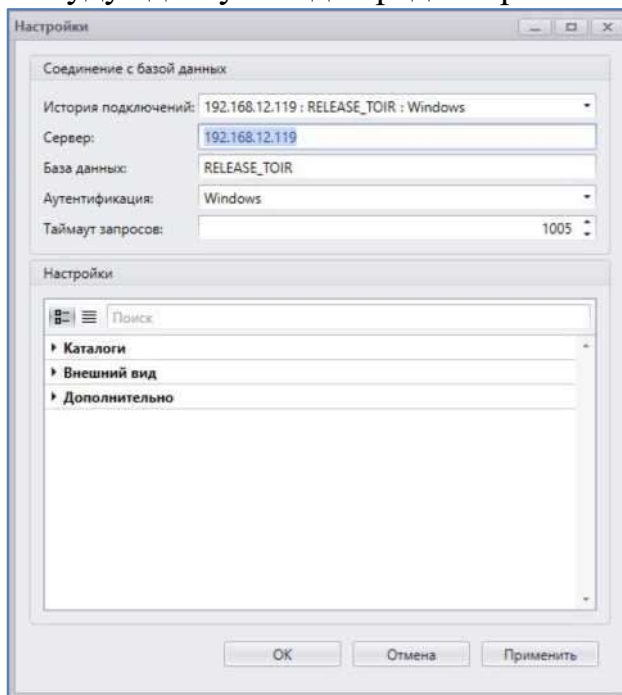 Настройки
Соединение с базой данных
История подключений: 192.168.12.119 : RELEASE_TOIR : Windows
Сервер: 192.168.12.119
База данных: RELEASE_TOIR
Аутентификация: Windows
Таймаут запросов: 1005
Настройки
Поиск
Каталоги
Внешний вид
Дополнительно
ОК Отмена Применить